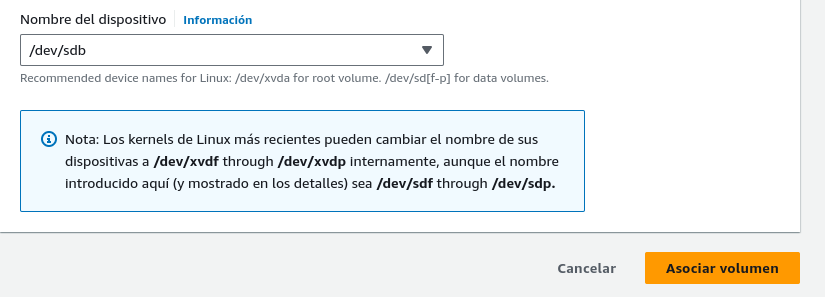 Nombre del dispositivo Información
/dev/sdb
Recommended device names for Linux: /dev/xvda for root volume. /dev/sd[f-p] for data volumes.
Nota: Los kernels de Linux más recientes pueden cambiar el nombre de sus
dispositivas a /dev/xvdf through /dev/xvdp internamente, aunque el nombre
introducido aquí (y mostrado en los detalles) sea /dev/sdf through /dev/sdp.
Cancelar Asociar volumen